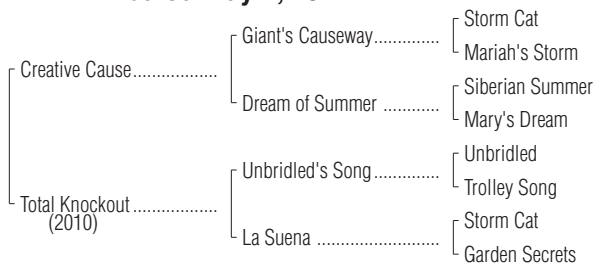 Storm Cat
Giant's Causeway..............
Mariah's Storm
Creative Cause..................
Siberian Summer
Dream of Summer ............
Mary's Dream
Unbridled
Unbridled's Song..............
Trolley Song
Total Knockout..................
(2010)
Storm Cat
La Suena ..........................
Garden Secrets